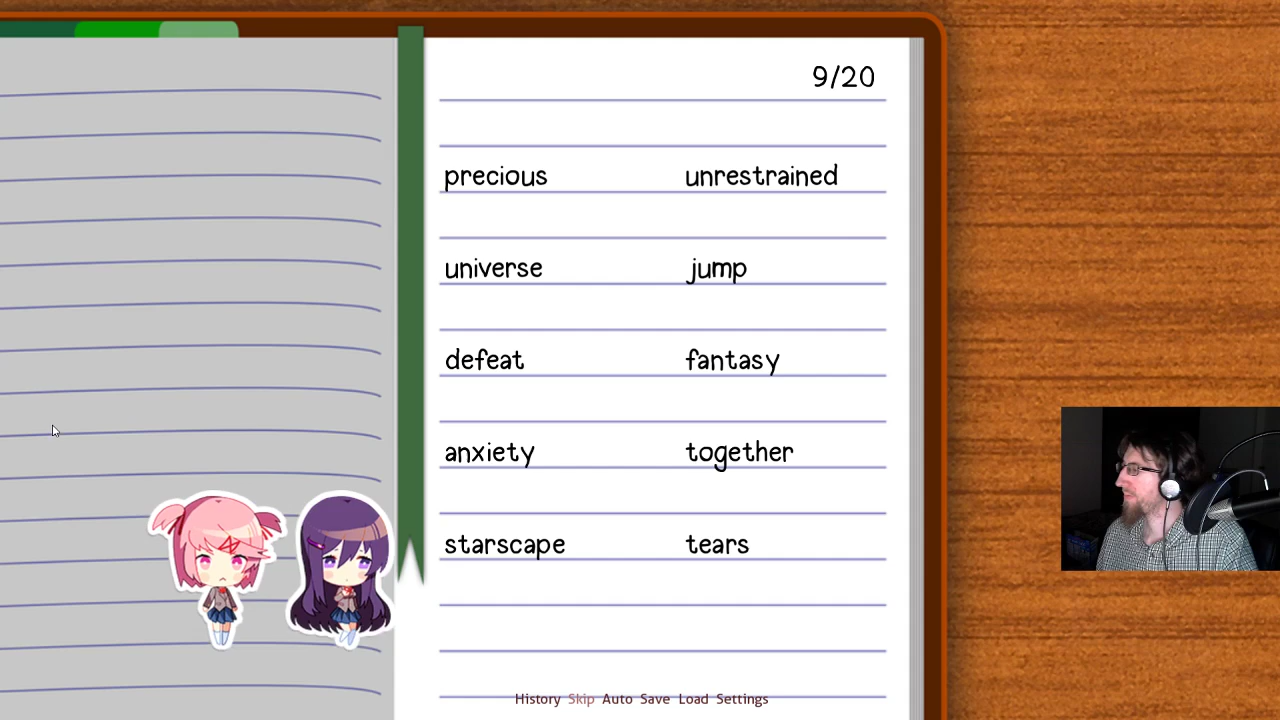 9/20
precious unrestrained
universe jump
defeat fantasy
anxiety together
starscape tears
History Skip Auto Save Load Settings